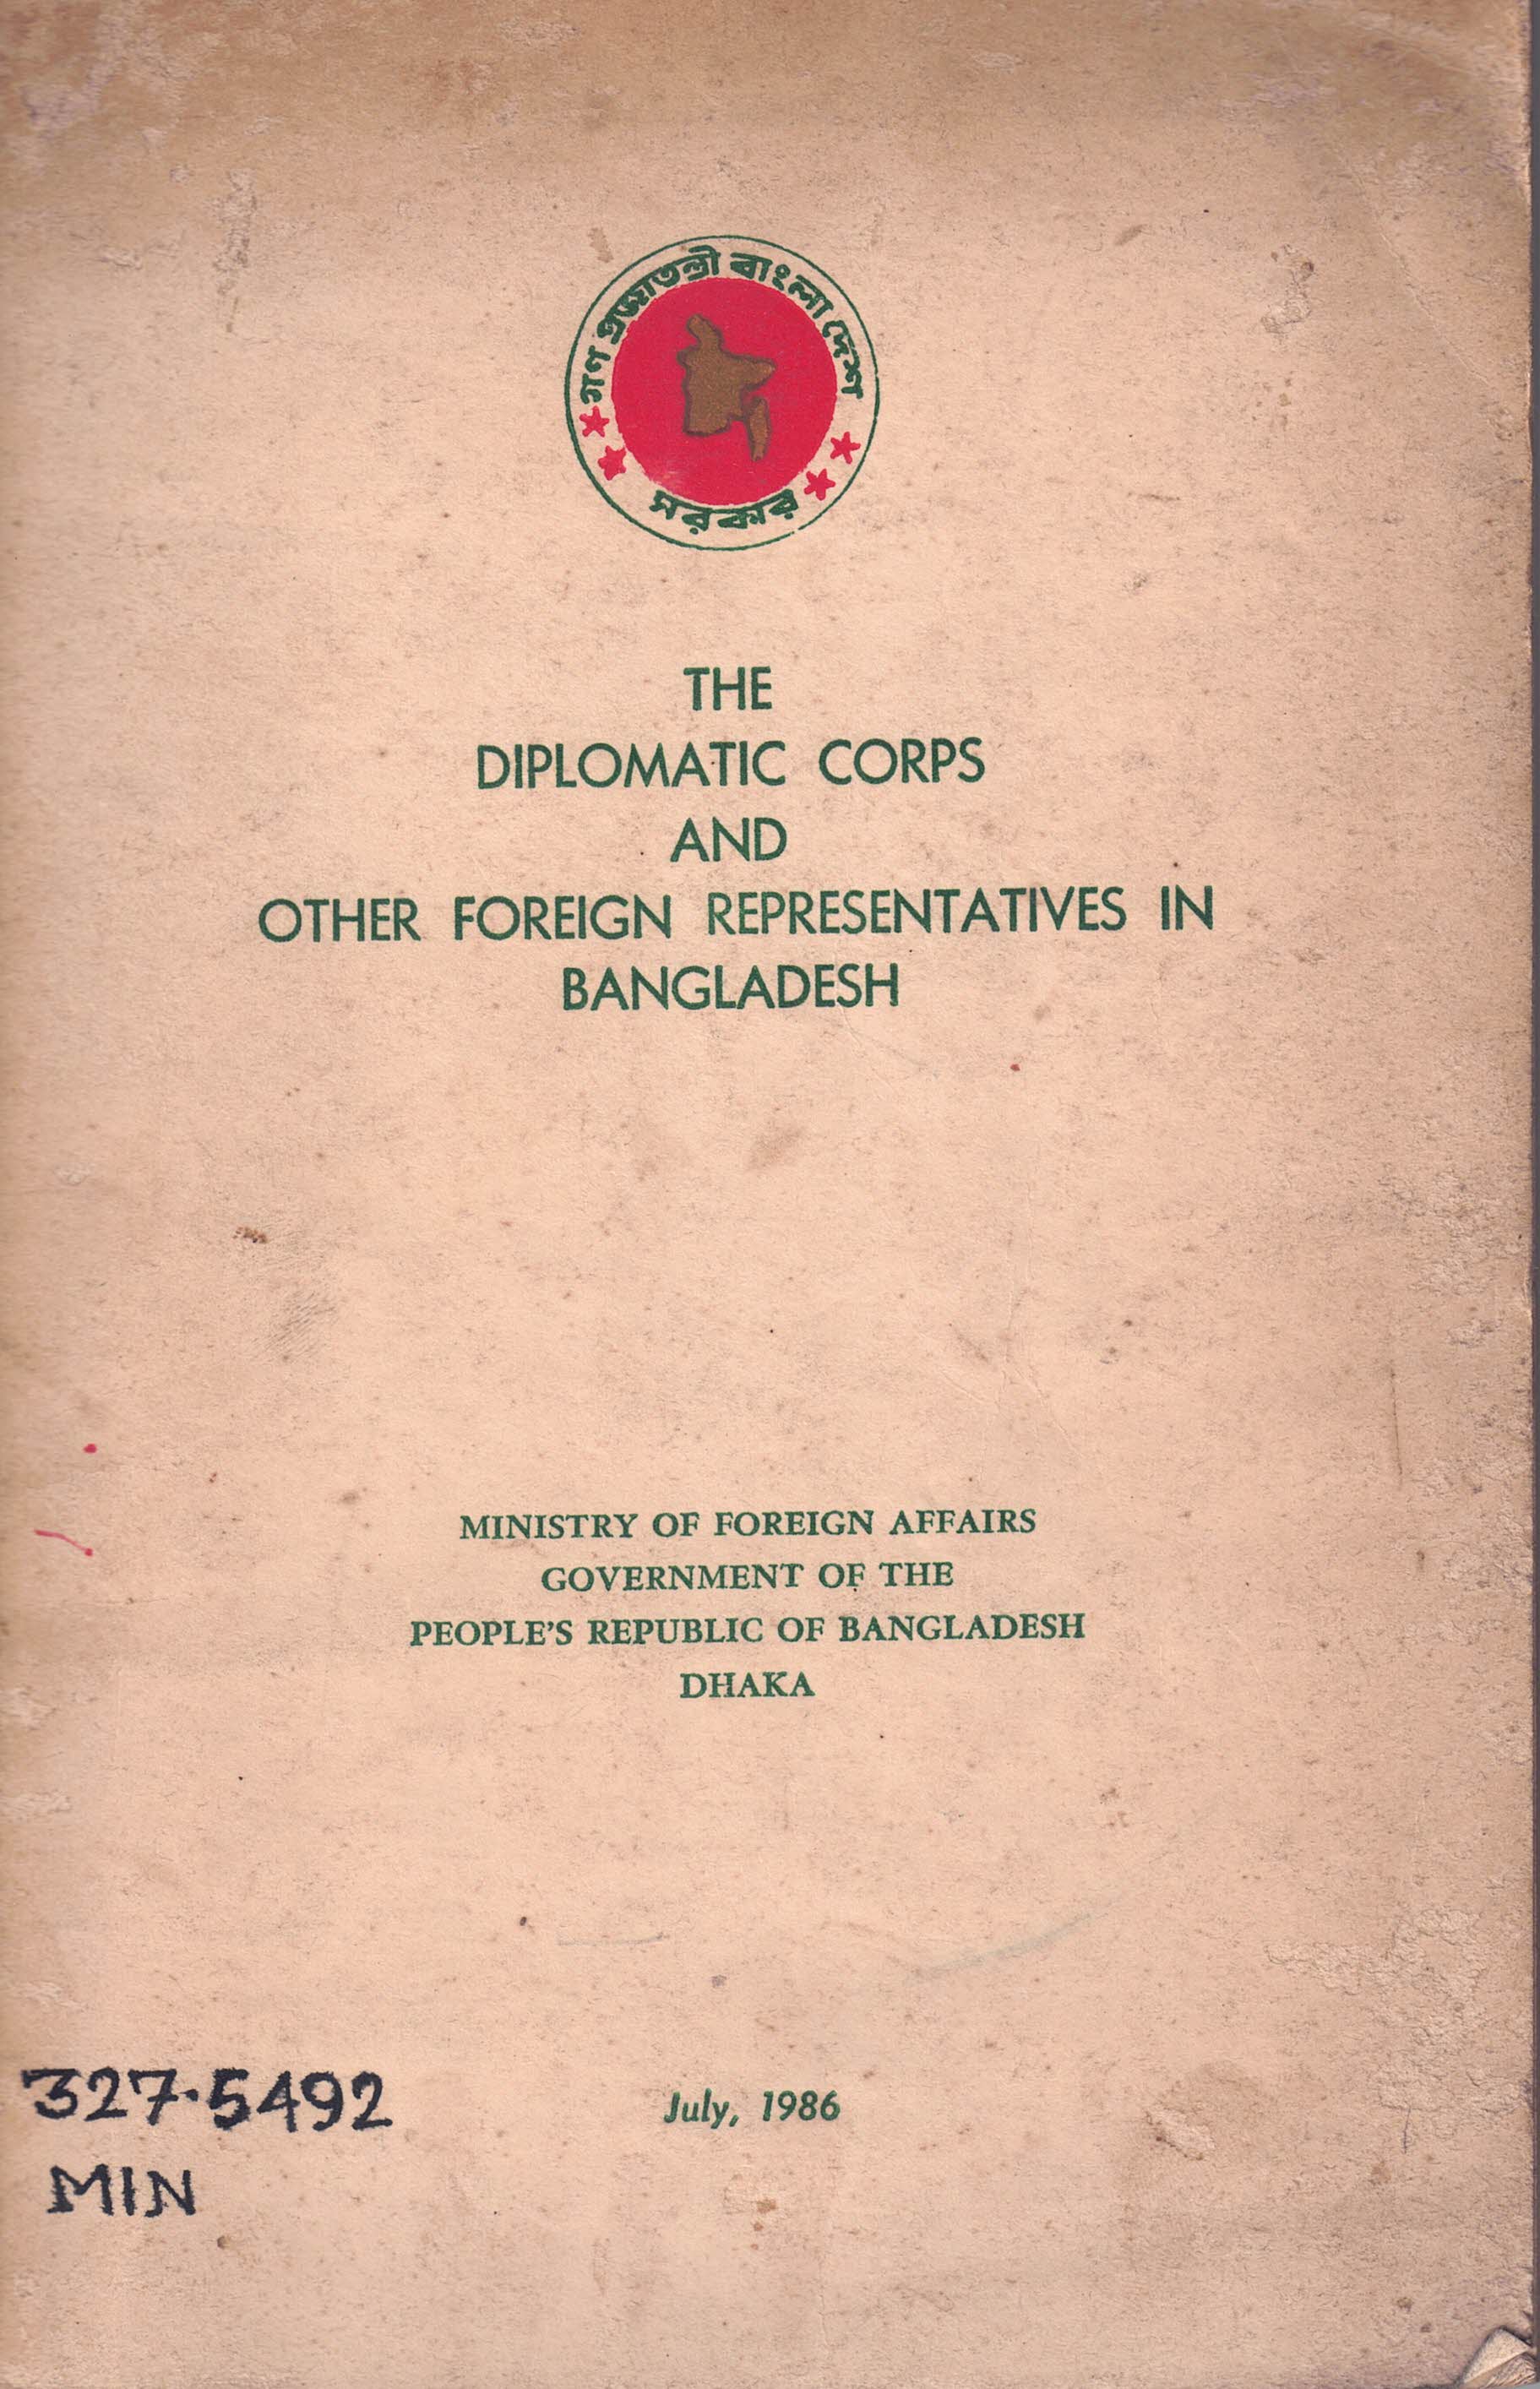 গণ প্রজাতন্ত্রী বাংলা দেশ
সরকার
THE
DIPLOMATIC CORPS
AND
OTHER FOREIGN REPRESENTATIVES IN
BANGLADESH
MINISTRY OF FOREIGN AFFAIRS
GOVERNMENT OF THE
PEOPLE'S REPUBLIC OF BANGLADESH
DHAKA
July, 1986
327.5492
MIN